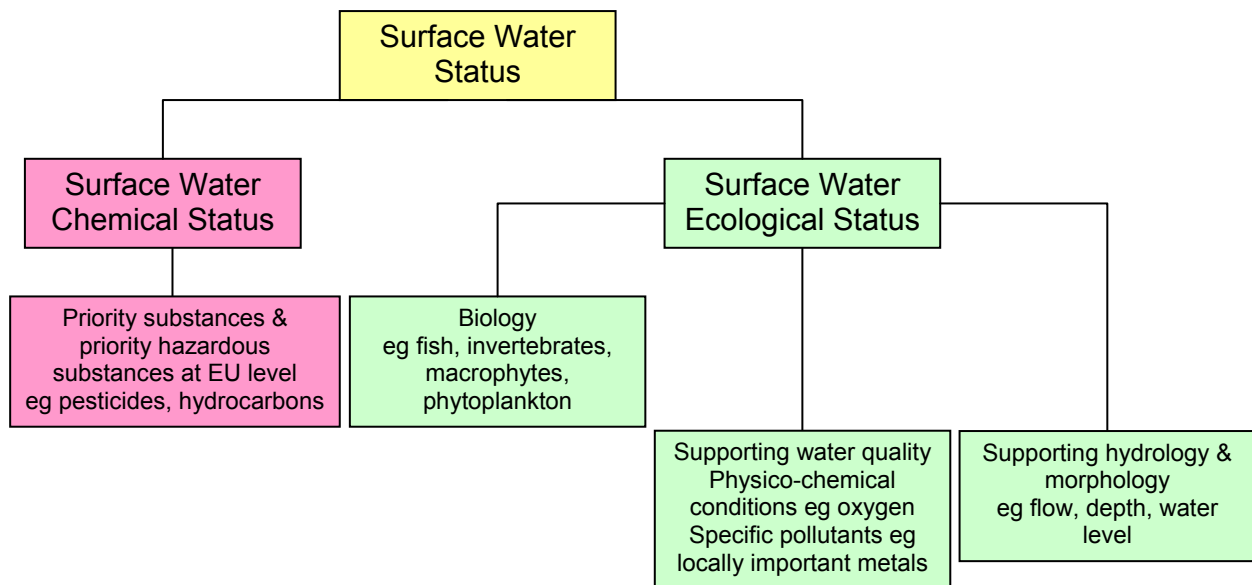 Surface Water
Status
Surface Water
Chemical Status
Surface Water
Ecological Status
Priority substances &
priority hazardous
substances at EU level
eg pesticides, hydrocarbons
Biology
eg fish, invertebrates,
macrophytes,
phytoplankton
Supporting water quality
Physico-chemical
conditions eg oxygen
Specific pollutants eg
locally important metals
Supporting hydrology &
morphology
eg flow, depth, water
level